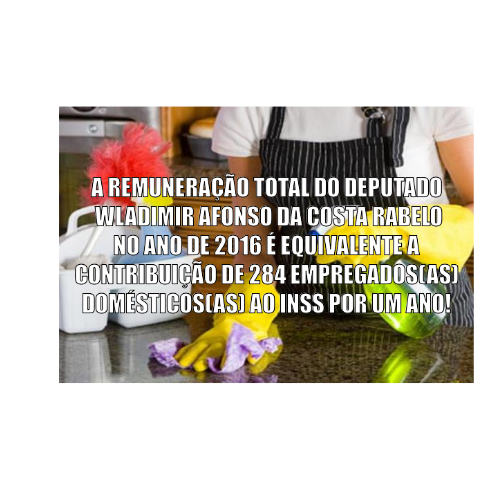 A REMUNERAÇÃO TOTAL DO DEPUTADO
WLADIMIR AFONSO DA COSTA RABELO
NO ANO DE 2016 É EQUIVALENTE A
CONTRIBUIÇÃO DE 284 EMPREGADOS(AS)
DOMÉSTICOS(AS) AO INSS POR UM ANO!